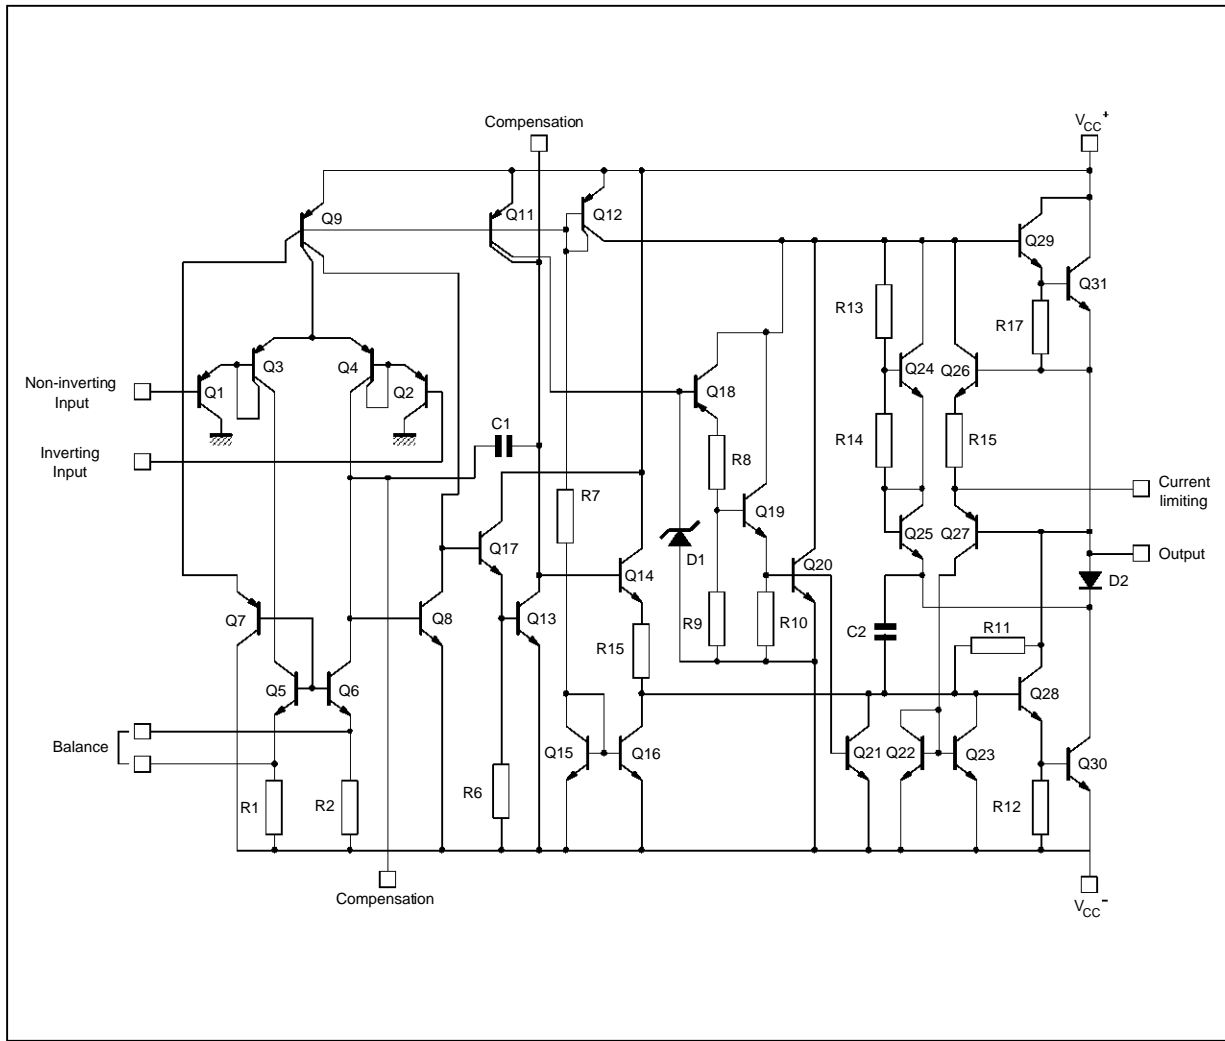 Compensation
V CC +
Q9
Q11
Q12
Q29
Q31
R13
R17
Q3
Q4
Q24
Q26
Non-inverting
Input
Q1
Q2
Q18
C1
R14
R15
Inverting
Input
R8
R7
Current
limiting
Q19
Q17
Q25
Q27
D1
Q20
Output
Q14
D2
Q7
Q8
Q13
R9
R10
C2
R11
R15
Q5
Q6
Q28
Balance
Q15
Q16
Q21
Q22
Q23
Q30
R1
R2
R6
R12
Compensation
V CC -